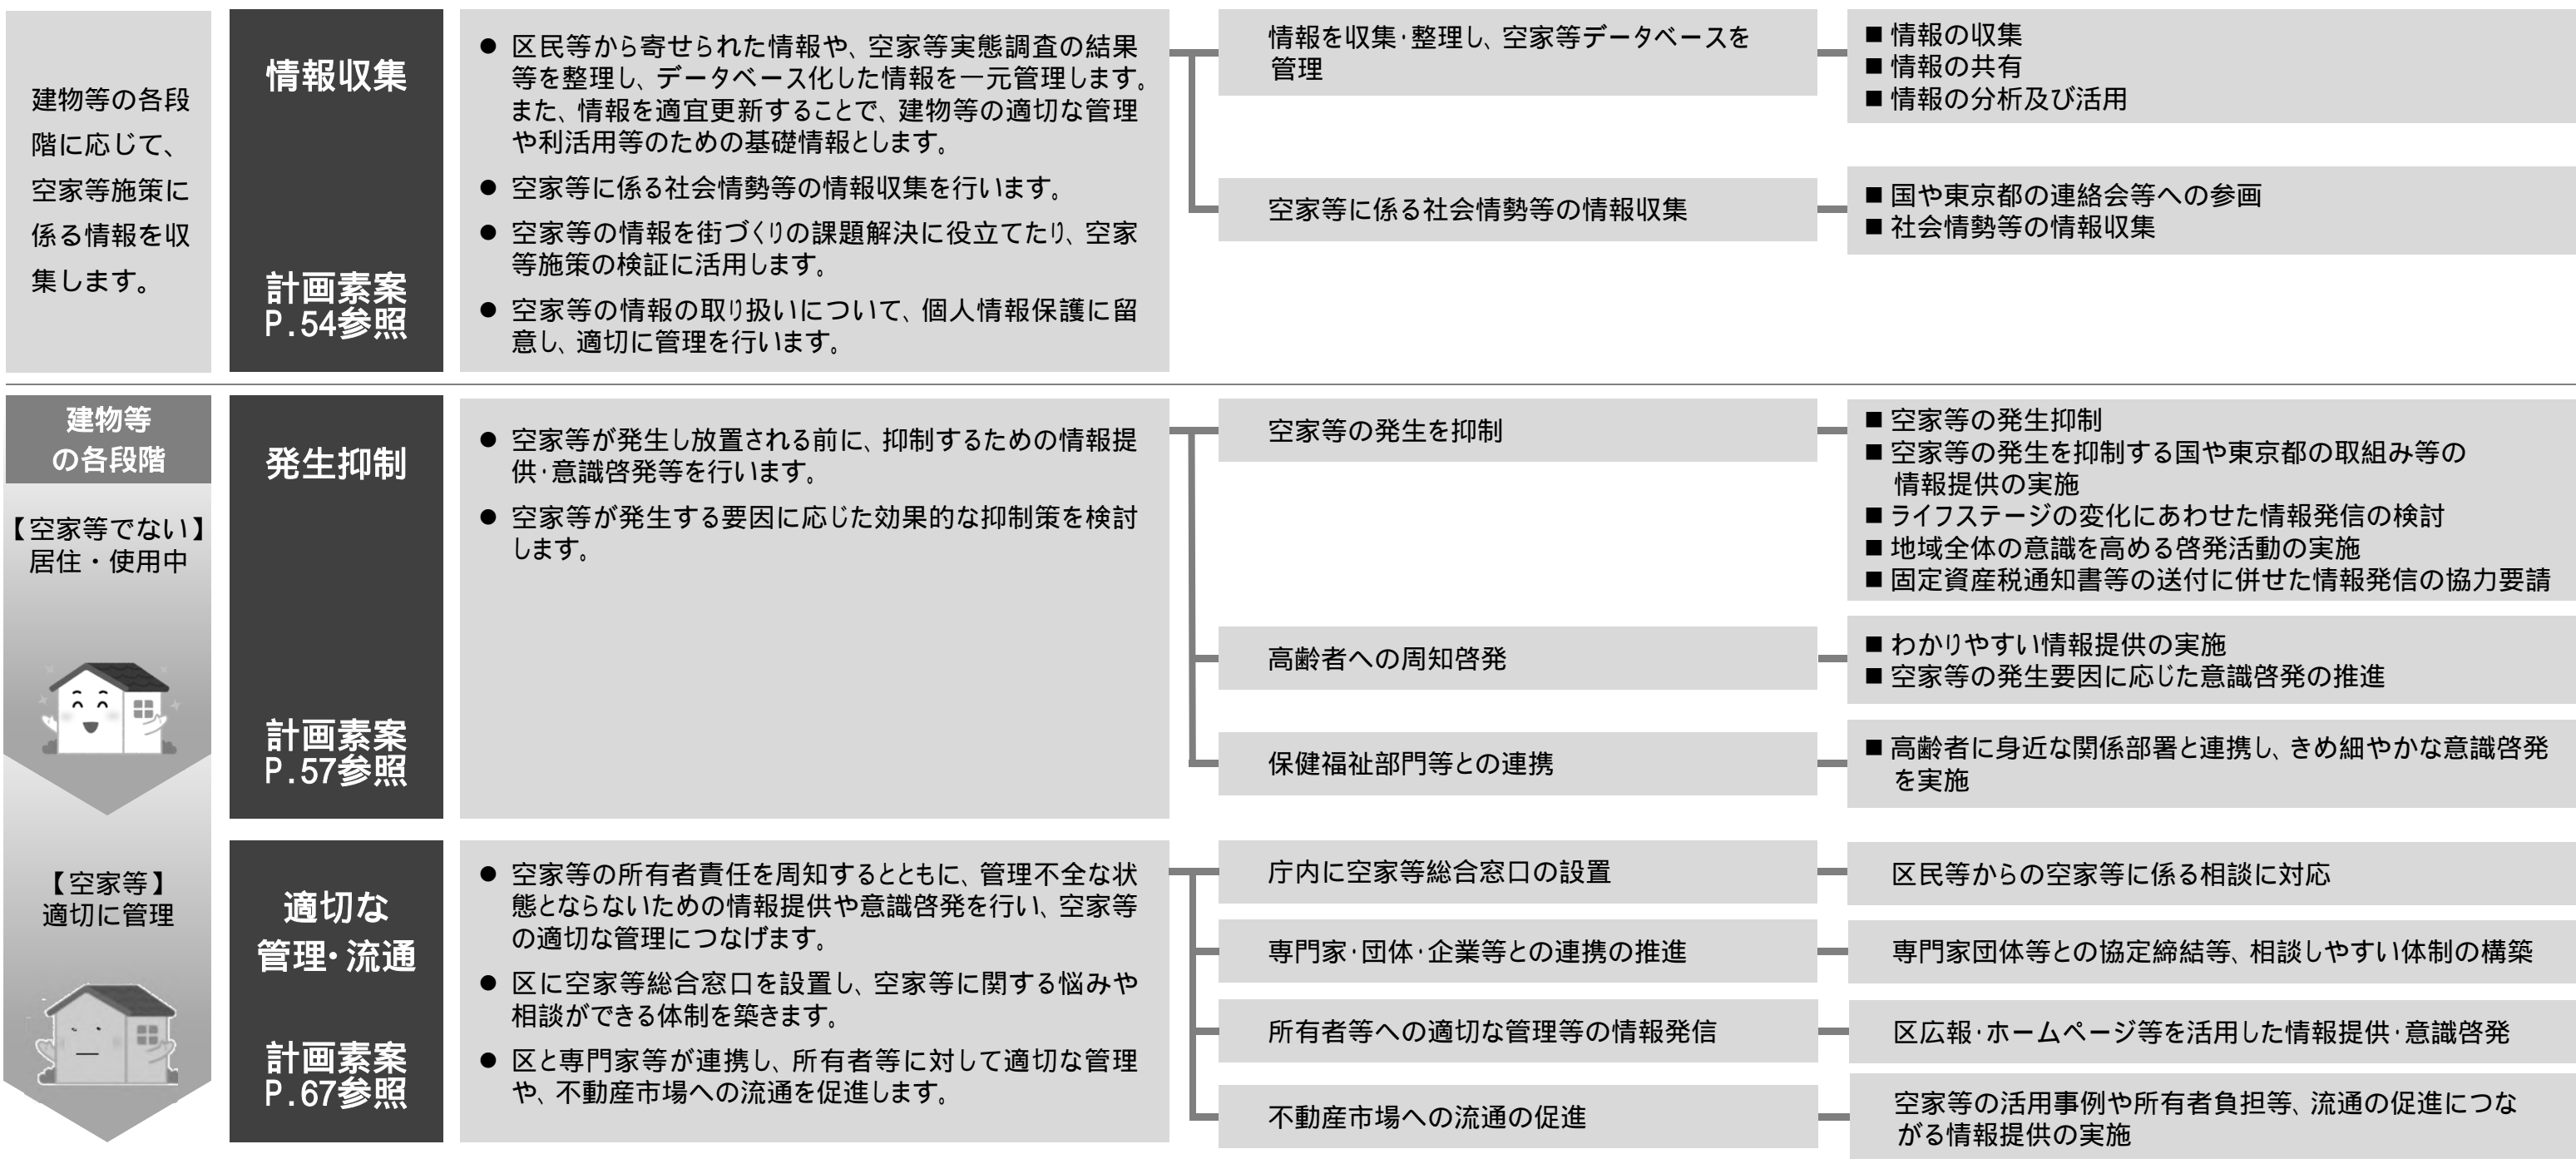 建物等の各段
階に応じて、
空家等施策に
係る情報を収
集します。
情報収集
計画素案
P.54参照
● 区民等から寄せられた情報や、空家等実態調査の結果
等を整理し、データベース化した情報を一元管理します。
また、情報を適宜更新することで、建物等の適切な管理
や利活用等のための基礎情報とします。
● 空家等に係る社会情勢等の情報収集を行います。
● 空家等の情報を街づくりの課題解決に役立てたり、空家
等施策の検証に活用します。
● 空家等の情報の取り扱いについて、個人情報保護に留
意し、適切に管理を行います。
情報を収集・整理し、空家等データベースを
管理
■ 情報の収集
■ 情報の共有
■ 情報の分析及び活用
空家等に係る社会情勢等の情報収集
■ 国や東京都の連絡会等への参画
■ 社会情勢等の情報収集
建物等
の各段階
【空家等でない】
居住・使用中
発生抑制
計画素案
P.57参照
● 空家等が発生し放置される前に、抑制するための情報提
供・意識啓発等を行います。
● 空家等が発生する要因に応じた効果的な抑制策を検討
します。
空家等の発生を抑制
■ 空家等の発生抑制
■ 空家等の発生を抑制する国や東京都の取組み等の
情報提供の実施
■ ライフステージの変化にあわせた情報発信の検討
■ 地域全体の意識を高める啓発活動の実施
■ 固定資産税通知書等の送付に併せた情報発信の協力要請
高齢者への周知啓発
■ わかりやすい情報提供の実施
■ 空家等の発生要因に応じた意識啓発の推進
保健福祉部門等との連携
■ 高齢者に身近な関係部署と連携し、きめ細やかな意識啓発
を実施
【空家等】
適切に管理
適切な
管理・流通
計画素案
P.67参照
● 空家等の所有者責任を周知するとともに、管理不全な状
態とならないための情報提供や意識啓発を行い、空家等
の適切な管理につなげます。
● 区に空家等総合窓口を設置し、空家等に関する悩みや
相談ができる体制を築きます。
● 区と専門家等が連携し、所有者等に対して適切な管理
や、不動産市場への流通を促進します。
庁内に空家等総合窓口の設置
区民等からの空家等に係る相談に対応
専門家・団体・企業等との連携の推進
専門家団体等との協定締結等、相談しやすい体制の構築
所有者等への適切な管理等の情報発信
区広報・ホームページ等を活用した情報提供・意識啓発
不動産市場への流通の促進
空家等の活用事例や所有者負担等、流通の促進につな
がる情報提供の実施